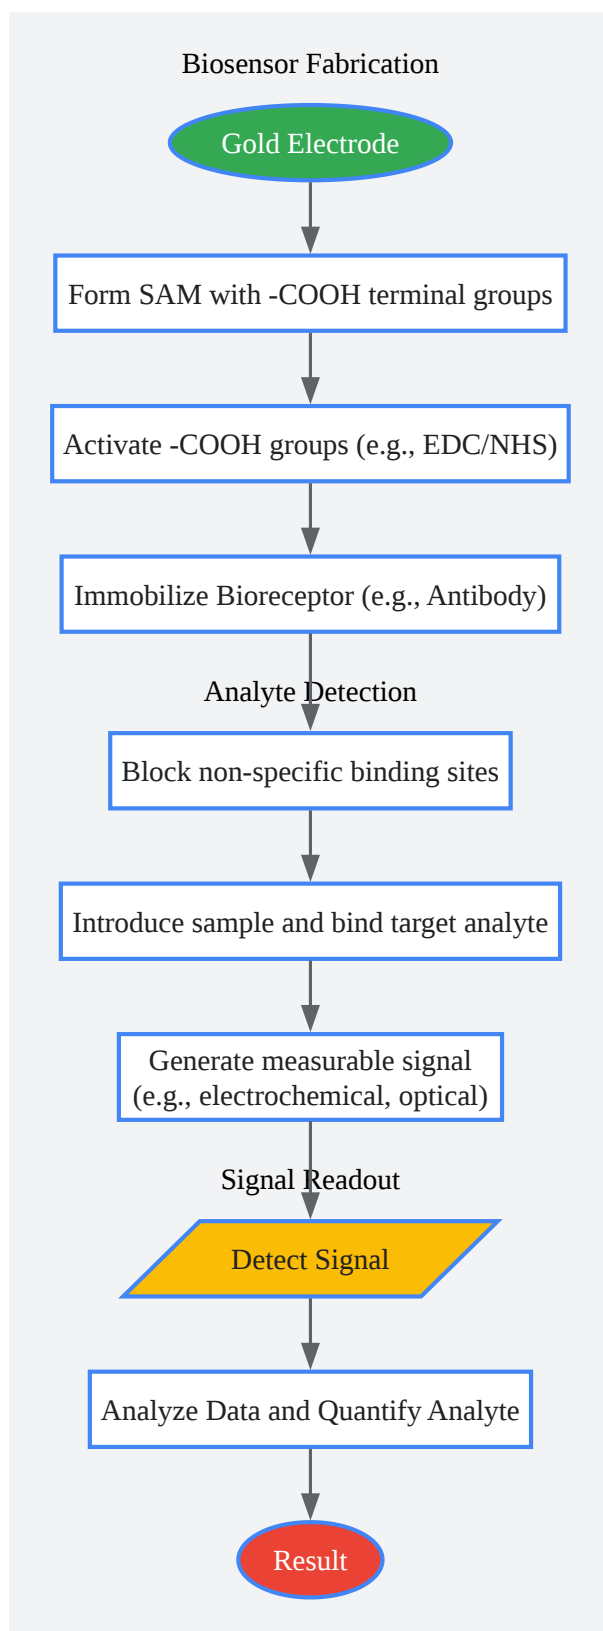 Biosensor Fabrication
Gold Electrode
Form SAM with -COOH terminal groups
Activate -COOH groups (e.g., EDC/NHS)
Immobilize Bioreceptor (e.g., Antibody)
Analyte Detection
Block non-specific binding sites
Introduce sample and bind target analyte
Generate measurable signal
(e.g., electrochemical, optical)
Signal Readout
Detect Signal
Analyze Data and Quantify Analyte
Result